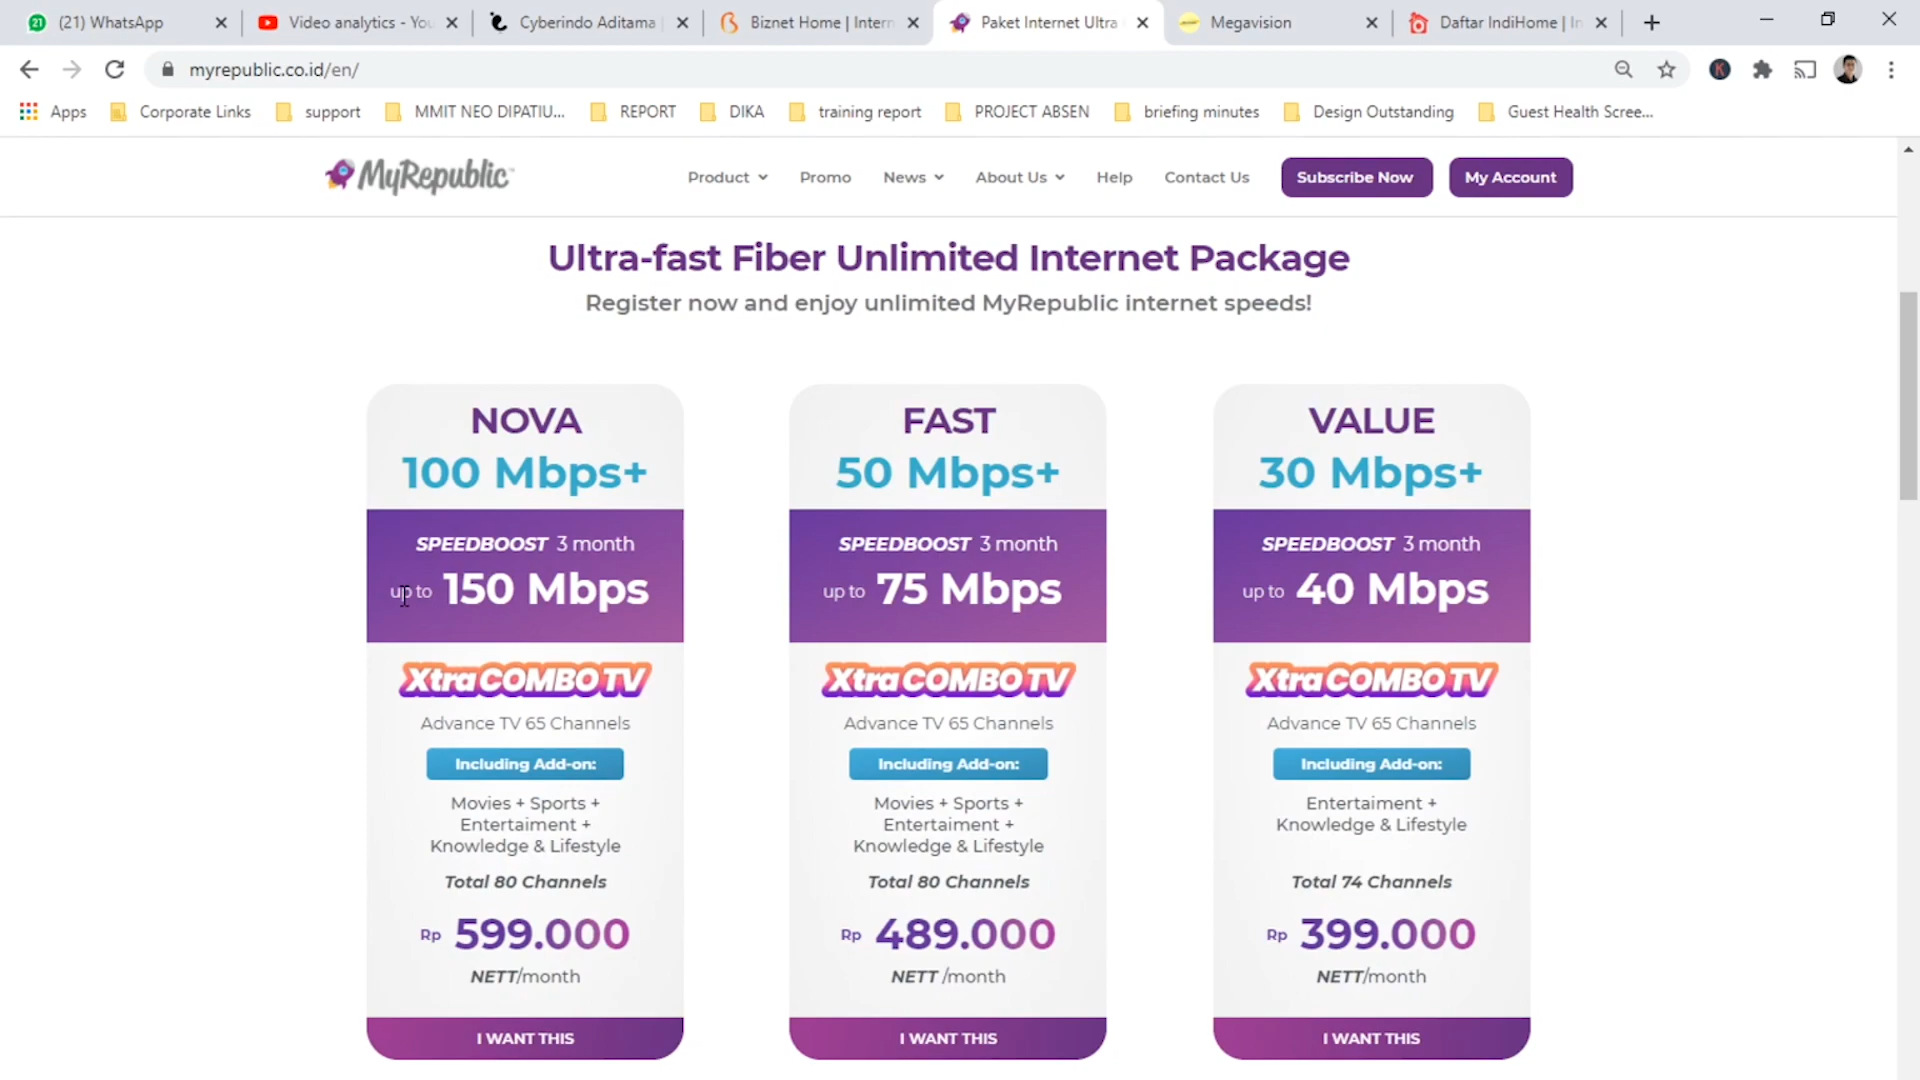 (21) WhatsApp
Video analytics - You
Cyberindo Aditama
Biznet Home | Intern
Paket Internet Ultra
Megavision
Daftar IndiHome | In
myrepublic.co.id/en/
Apps
Corporate Links
support
MMIT NEO DIPATIU...
REPORT
DIKA
training report
PROJECT ABSEN
briefing minutes
Design Outstanding
Guest Health Scree...
MyRepublic
Product
Promo
News
About Us
Help
Contact Us
Subscribe Now
My Account
Ultra-fast Fiber Unlimited Internet Package
Register now and enjoy unlimited MyRepublic internet speeds!
NOVA
100 Mbps+
SPEEDBOOST 3 month
up to 150 Mbps
XtraCOMBOTV
Advance TV 65 Channels
Including Add-on:
Movies + Sports +
Entertaiment +
Knowledge & Lifestyle
Total 80 Channels
Rp 599.000
NETT/month
I WANT THIS
FAST
50 Mbps+
SPEEDBOOST 3 month
up to 75 Mbps
XtraCOMBOTV
Advance TV 65 Channels
Including Add-on:
Movies + Sports +
Entertaiment +
Knowledge & Lifestyle
Total 80 Channels
Rp 489.000
NETT /month
I WANT THIS
VALUE
30 Mbps+
SPEEDBOOST 3 month
up to 40 Mbps
XtraCOMBOTV
Advance TV 65 Channels
Including Add-on:
Entertaiment +
Knowledge & Lifestyle
Total 74 Channels
Rp 399.000
NETT/month
I WANT THIS